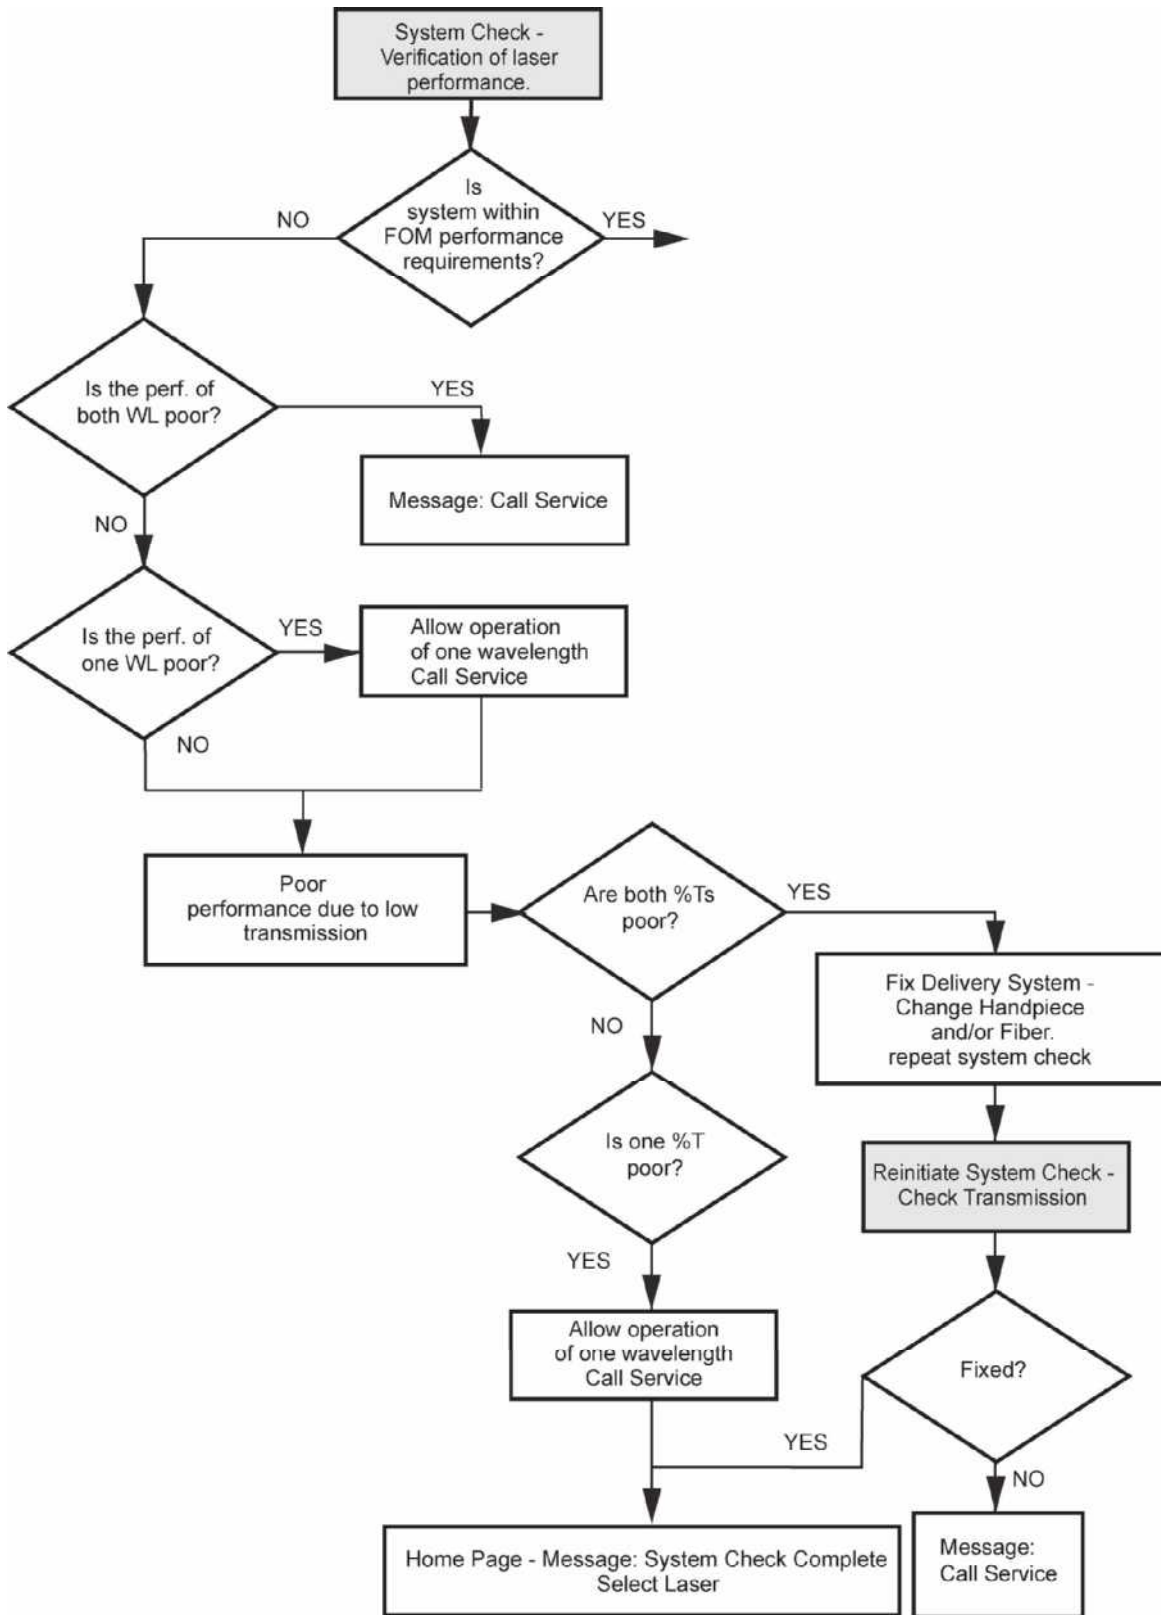 System Check -
Verification of laser
performance.
Is
system within
FOM performance
requirements?
NO
YES
Is the perf. of
both WL poor?
YES
Message: Call Service
NO
Is the perf. of
one WL poor?
YES
Allow operation
of one wavelength
Call Service
NO
Poor
performance due to low
transmission
Are both %Ts
poor?
YES
Fix Delivery System -
Change Handpiece
and/or Fiber.
repeat system check
NO
Is one %T
poor?
Reinitiate System Check -
Check Transmission
YES
Allow operation
of one wavelength
Call Service
Fixed?
YES
NO
Home Page - Message: System Check Complete
Select Laser
Message:
Call Service